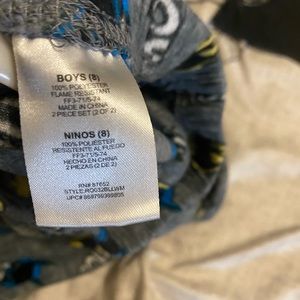 BOYS (8)
100% POLYESTER
FLAME RESISTANT
FF3-71/5-74
MADE IN CHINA
2 PIECE SET (2 OF 2)
NINOS (8)
100% POLIESTER
RESISTENTE AL FUEGO
FF3-71/5-74
HECHO EN CHINA
2 PIEZAS (2 DE 2)
RN# 87652